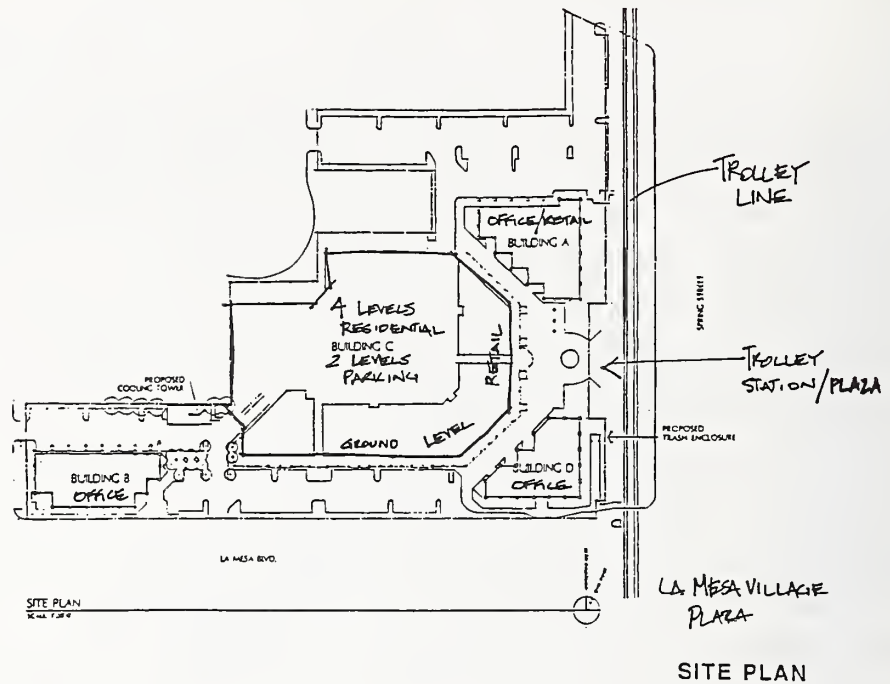 TROLLEY
LINE
OFFICE/RETAIL
BUILDING A
SPRING STREET
4 LEVELS
RESIDENTIAL
BUILDING C
2 LEVELS
PARKING
RETAIL
TROLLEY
STATION/PLAZA
PROPOSED
COOLING TOWER
GROUND
LEVEL
PROPOSED
TRASH ENCLOSURE
BUILDING B
OFFICE
BUILDING D
OFFICE
LA MESA BLVD.
SITE PLAN
LA MESA VILLAGE
PLAZA
SITE PLAN